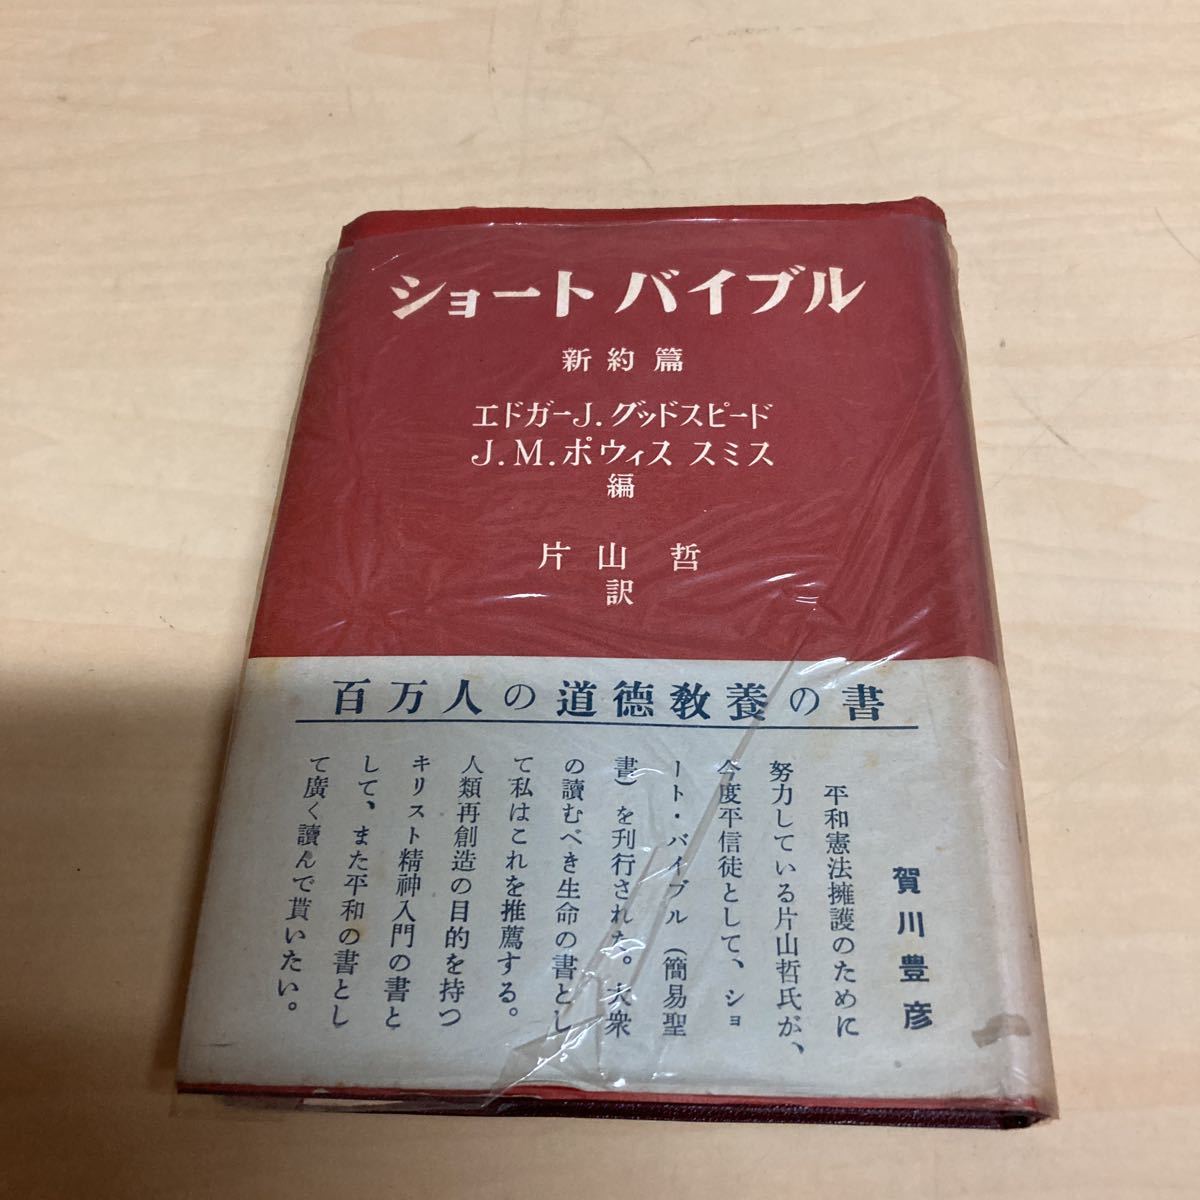 ショート バイブル
新約篇
エドガーJ. グッドスピード
J. M. ポウィス スミス
編
片山 哲
訳
百万人の道德教養の書
賀川豊彦
平和憲法擁護のために
努力している片山哲氏が、
今度平信徒として、ショ
ート・バイブル (簡易聖
書) を刊行された。大衆
の讀むべき生命の書とし
て私はこれを推薦する。
人類再創造の目的を持つ
キリスト精神入門の書と
して、また平和の書とし
て廣く讀んで貰いたい。